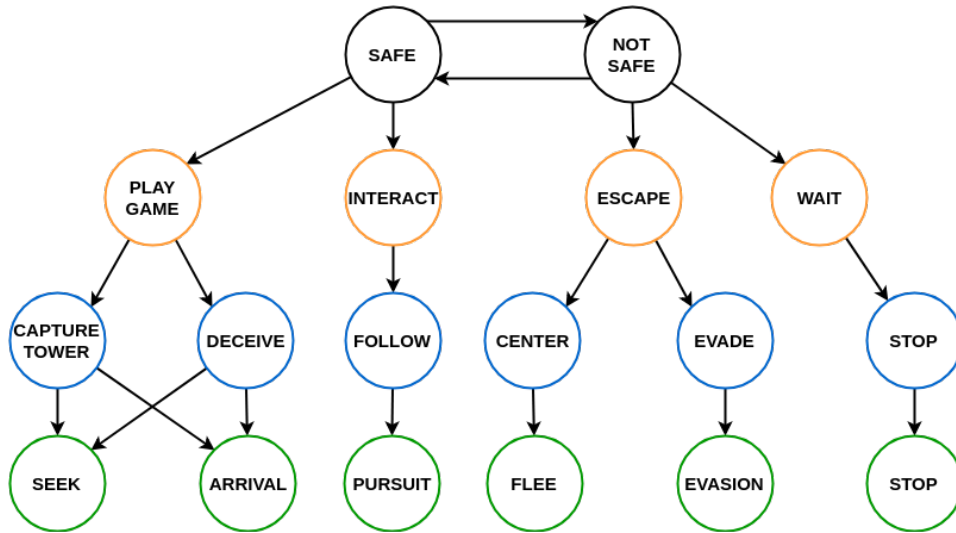 SAFE
NOT
SAFE
PLAY
GAME
INTERACT
ESCAPE
WAIT
CAPTURE
TOWER
DECEIVE
FOLLOW
CENTER
EVADE
STOP
SEEK
ARRIVAL
PURSUIT
FLEE
EVASION
STOP